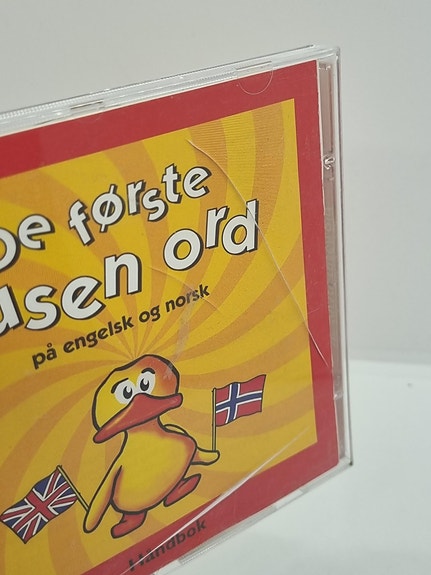 De første
usen ord
på engelsk og norsk
Håndbok